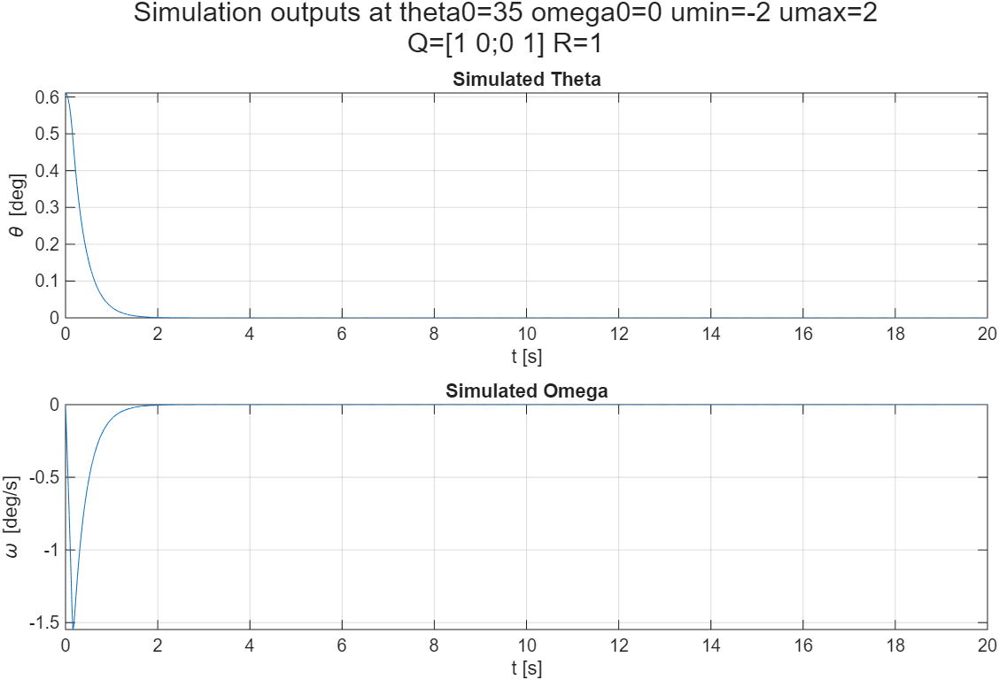 Simulation outputs at theta0=35 omega0=0 umin=-2 umax=2
Q=[1 0;0 1] R=1
Simulated Theta
0.6
0.5
0.4
0.3
0.2
0.1
0
θ [deg]
0 2 4 6 8 10 12 14 16 18 20
t [s]
Simulated Omega
0
-0.5
-1
-1.5
ω [deg/s]
0 2 4 6 8 10 12 14 16 18 20
t [s]